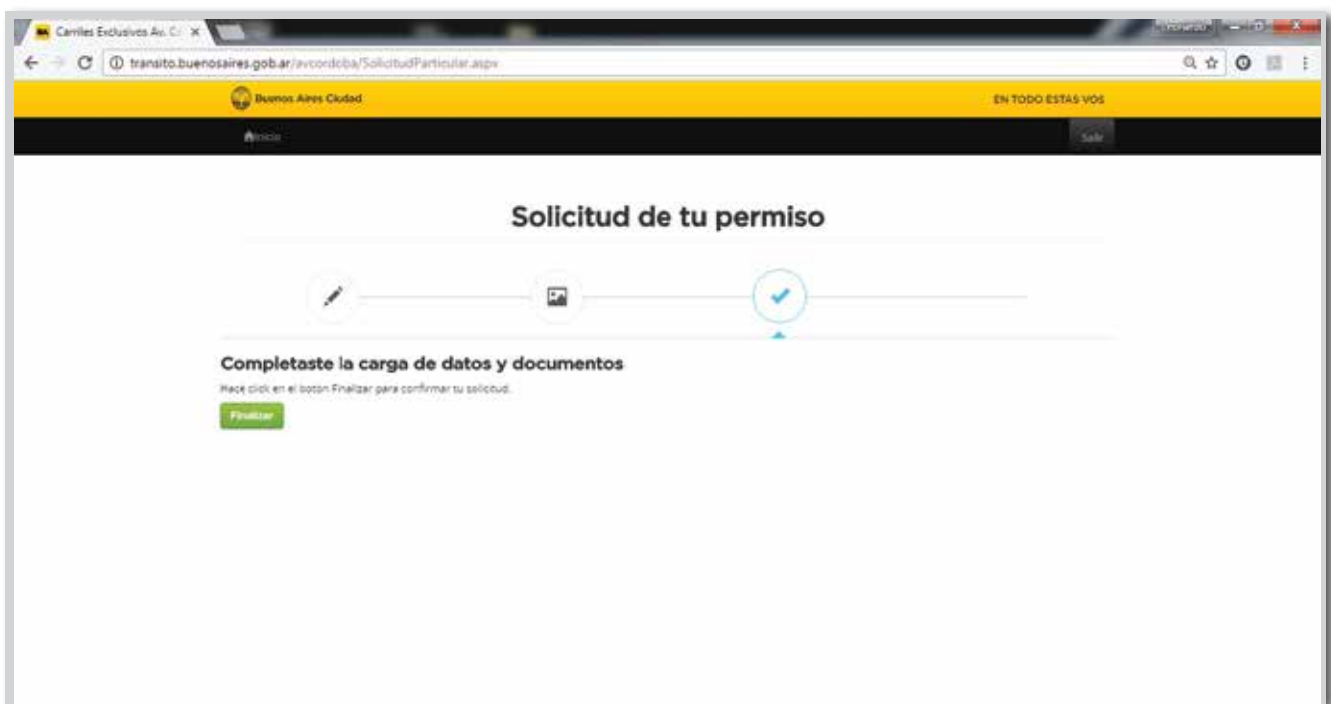 Carriles Exclusivos Av. C
transito.buenosaires.gob.ar/avcordoba/SolicitudParticular.aspx
Buenos Aires Ciudad
EN TODO ESTAS VOS
Inicio
Salir
Solicitud de tu permiso
Completaste la carga de datos y documentos
Hace click en el boton Finalizar para confirmar tu solicitud.
Finalizar